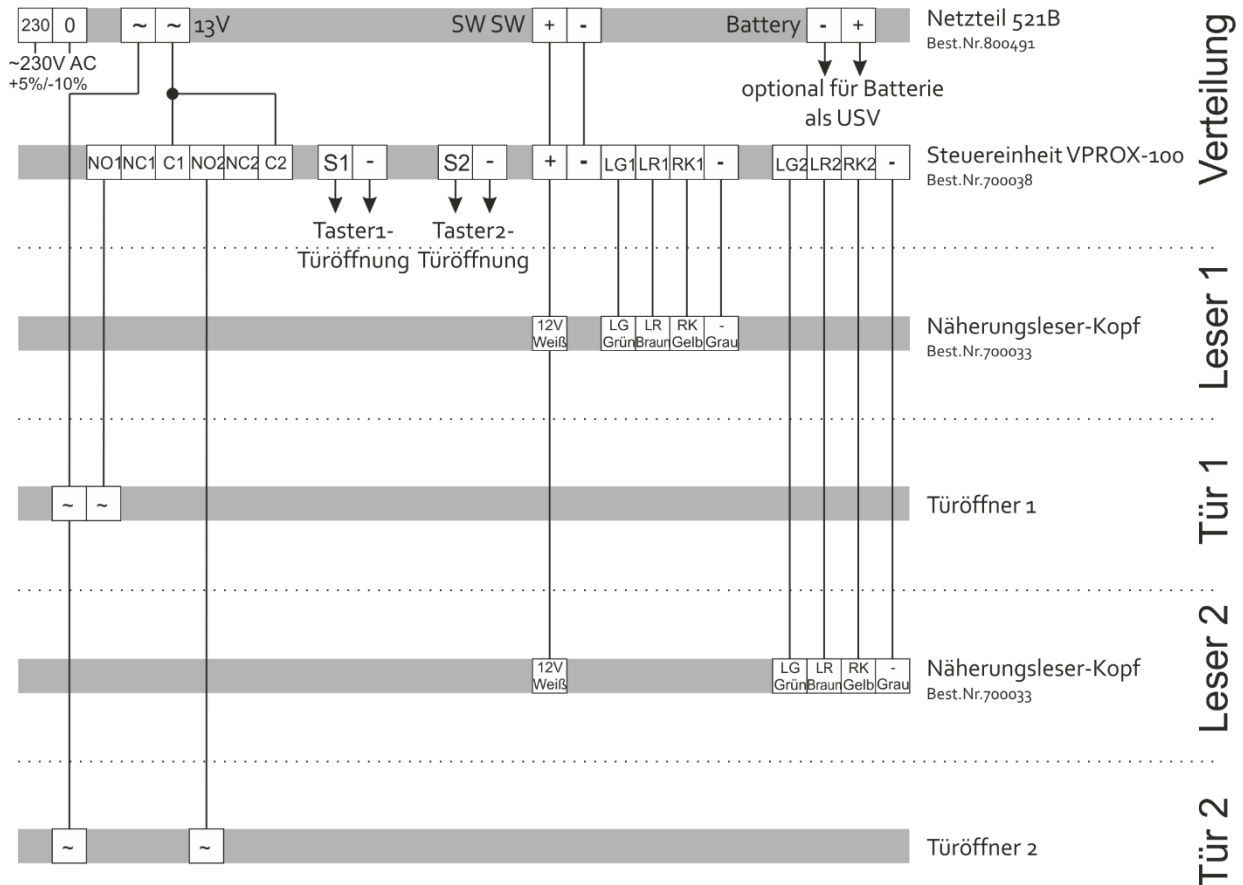 230 0 ~ ~ 13V SW SW + - Battery - + Netzteil 521B
Best.Nr.800491
~230V AC
+5%/-10%
optional für Batterie
als USV
Verteilung
NO1 NC1 C1 NO2 NC2 C2 S1 - S2 - + - LG1 LR1 RK1 - LG2 LR2 RK2 - Steuereinheit VPROX-100
Best.Nr.700038
Taster1-
Türöffnung
Taster2-
Türöffnung
Leser 1
12V LG LR RK - Näherungsleser-Kopf
Weiß Grün Braun Gelb Grau
Best.Nr.700033
Tür 1
~ ~ Türöffner 1
Leser 2
12V LG LR RK - Näherungsleser-Kopf
Weiß Grün Braun Gelb Grau
Best.Nr.700033
Tür 2
~ ~ Türöffner 2